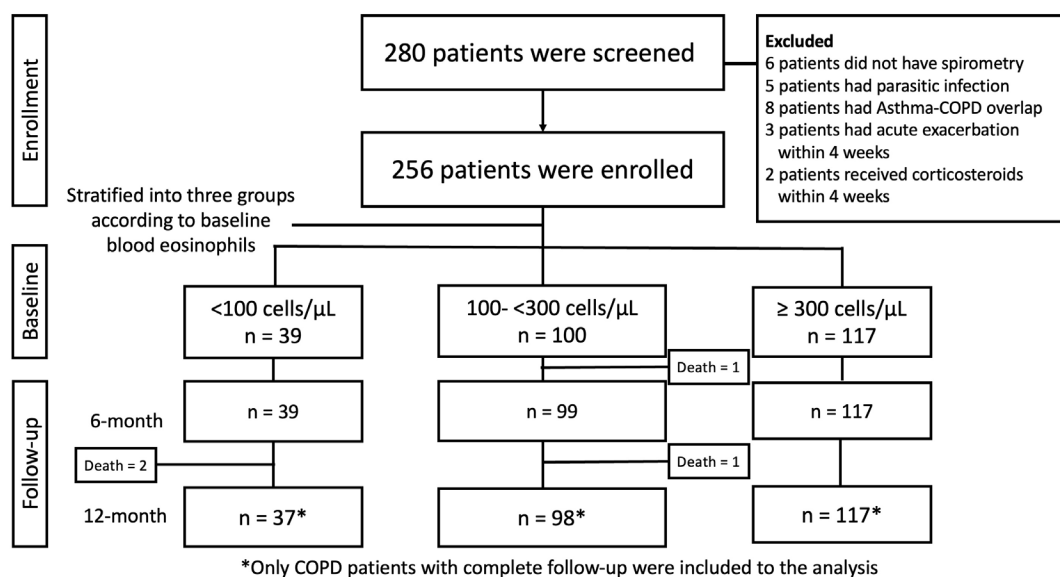 Enrollment
280 patients were screened
Excluded
6 patients did not have spirometry
5 patients had parasitic infection
8 patients had Asthma-COPD overlap
3 patients had acute exacerbation
within 4 weeks
2 patients received corticosteroids
within 4 weeks
256 patients were enrolled
Stratified into three groups
according to baseline
blood eosinophils
Baseline
<100 cells/µL
n = 39
100- <300 cells/µL
n = 100
≥ 300 cells/µL
n = 117
Death = 1
Follow-up
6-month
n = 39
n = 99
n = 117
Death = 2
Death = 1
12-month
n = 37*
n = 98*
n = 117*
*Only COPD patients with complete follow-up were included to the analysis